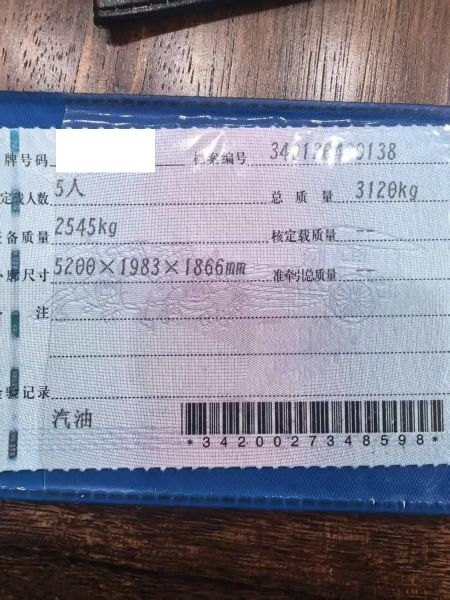 牌号码 档案编号
定载人数 5人 总质量 3120kg
备质量 2545kg 核定载质量 --
廓尺寸 5200×1983×1866mm 准牵引总质量 --
注
验记录
汽油
*3420027348598*